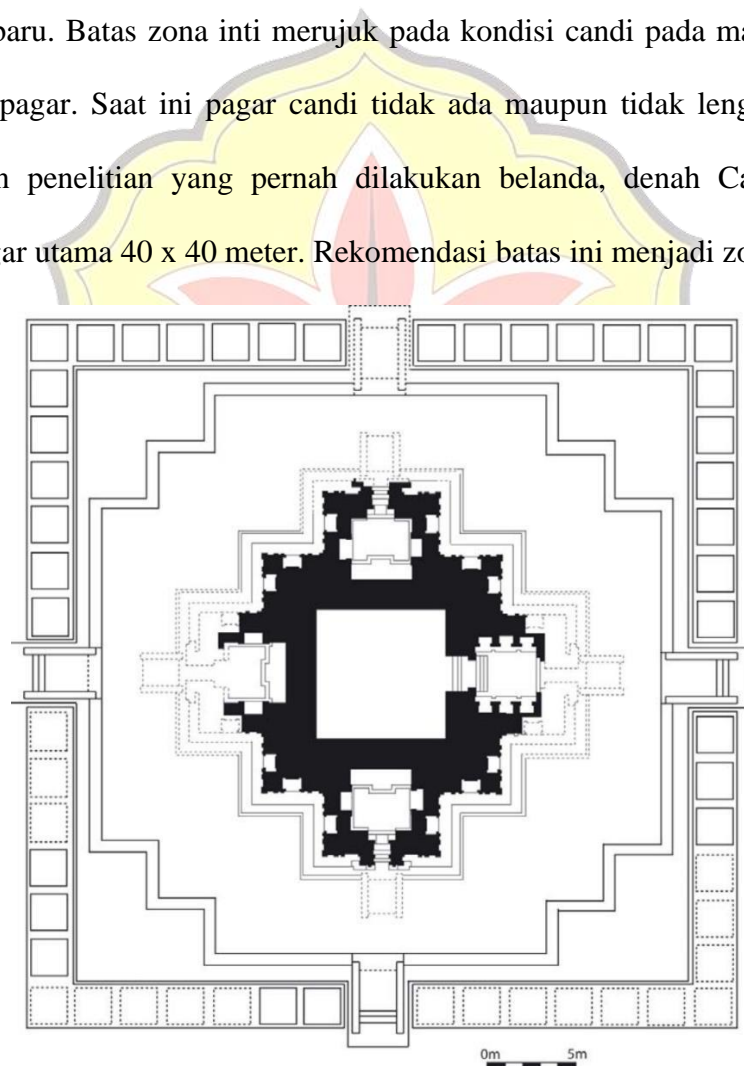 baru. Batas zona inti merujuk pada kondisi candi pada ma
pagar. Saat ini pagar candi tidak ada maupun tidak leng
penelitian yang pernah dilakukan belanda, denah Ca
utama 40 x 40 meter. Rekomendasi batas ini menjadi zo
0m 5m